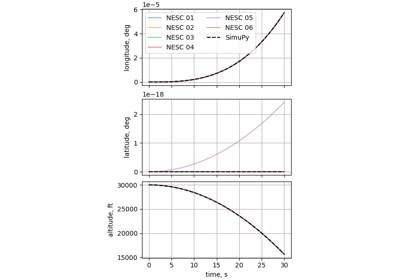 1e−5
6
4
2
0
longitude, deg
NESC 01
NESC 02
NESC 03
NESC 04
NESC 05
NESC 06
SimuPy
1e−18
2
1
0
latitude, deg
30000
25000
20000
15000
altitude, ft
0 5 10 15 20 25 30
time, s